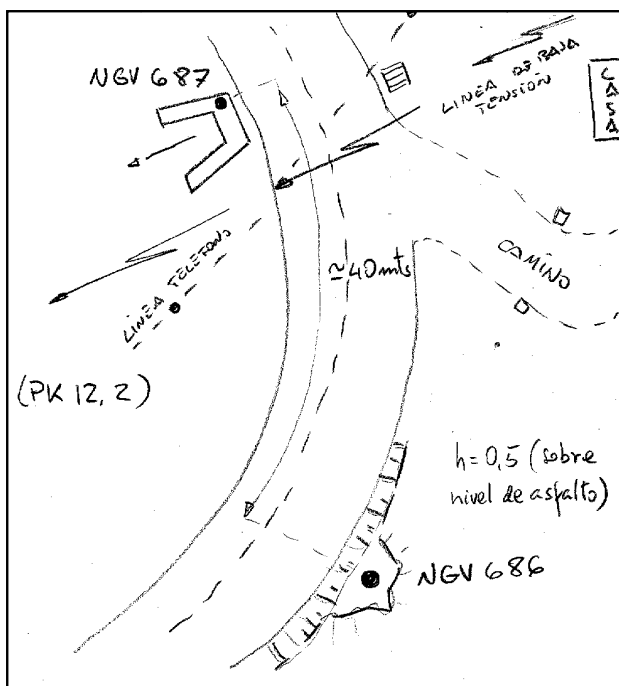 NGV 687
LINEA DE BAJA
TENSIÓN
CASA
LINEA TELEFONO
≃40mts
CAMINO
(PK 12,2)
h=0,5 (sobre
nivel de asfalto)
NGV 686